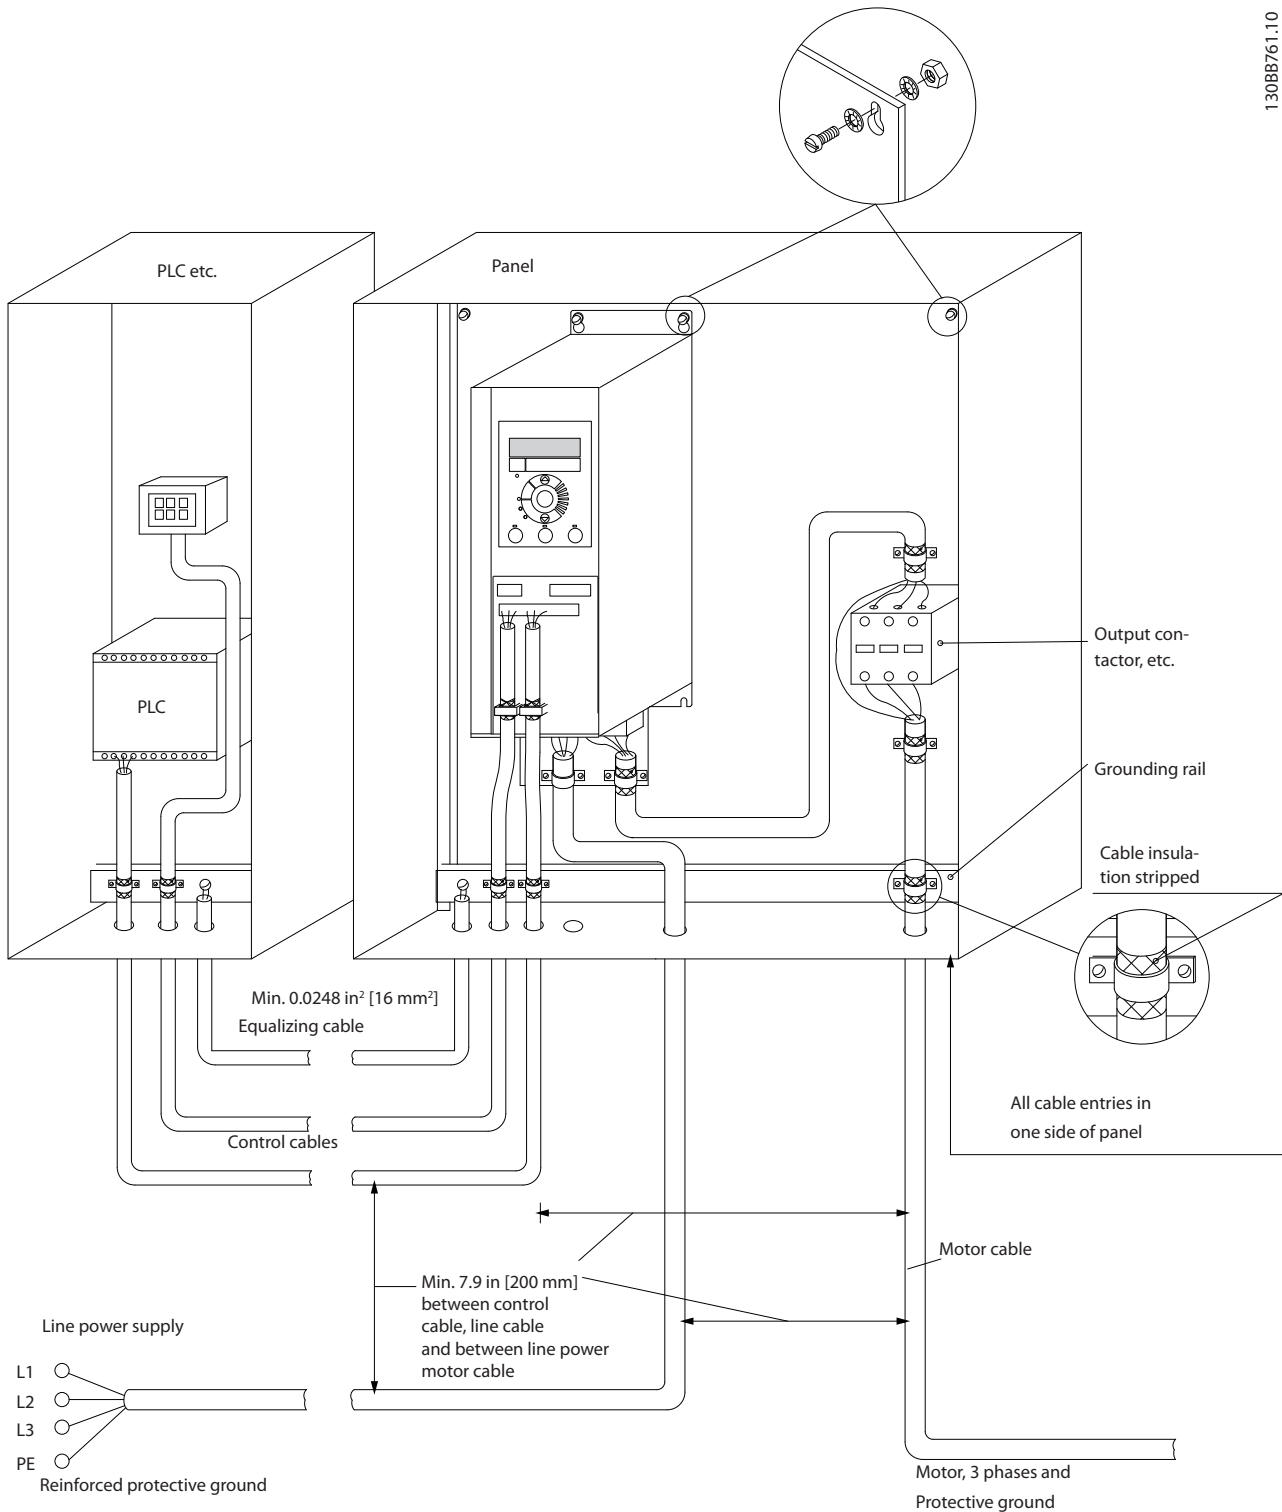 130BB761.10
PLC etc.
Panel
Output con-
tactor, etc.
PLC
Grounding rail
Cable insula-
tion stripped
Min. 0.0248 in² [16 mm²]
Equalizing cable
All cable entries in
one side of panel
Control cables
Motor cable
Min. 7.9 in [200 mm]
between control
cable, line cable
and between line power
motor cable
Line power supply
L1
L2
L3
PE
Reinforced protective ground
Motor, 3 phases and
Protective ground